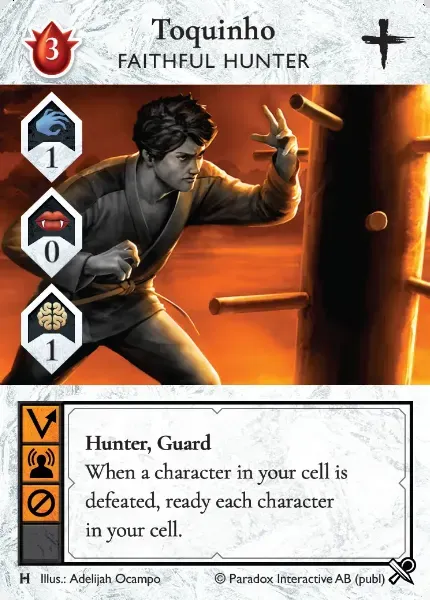 Toquinho
3
FAITHFUL HUNTER
1
0
1
Hunter, Guard
When a character in your cell is
defeated, ready each character
in your cell.
H Illus.: Adelijah Ocampo © Paradox Interactive AB (publ)